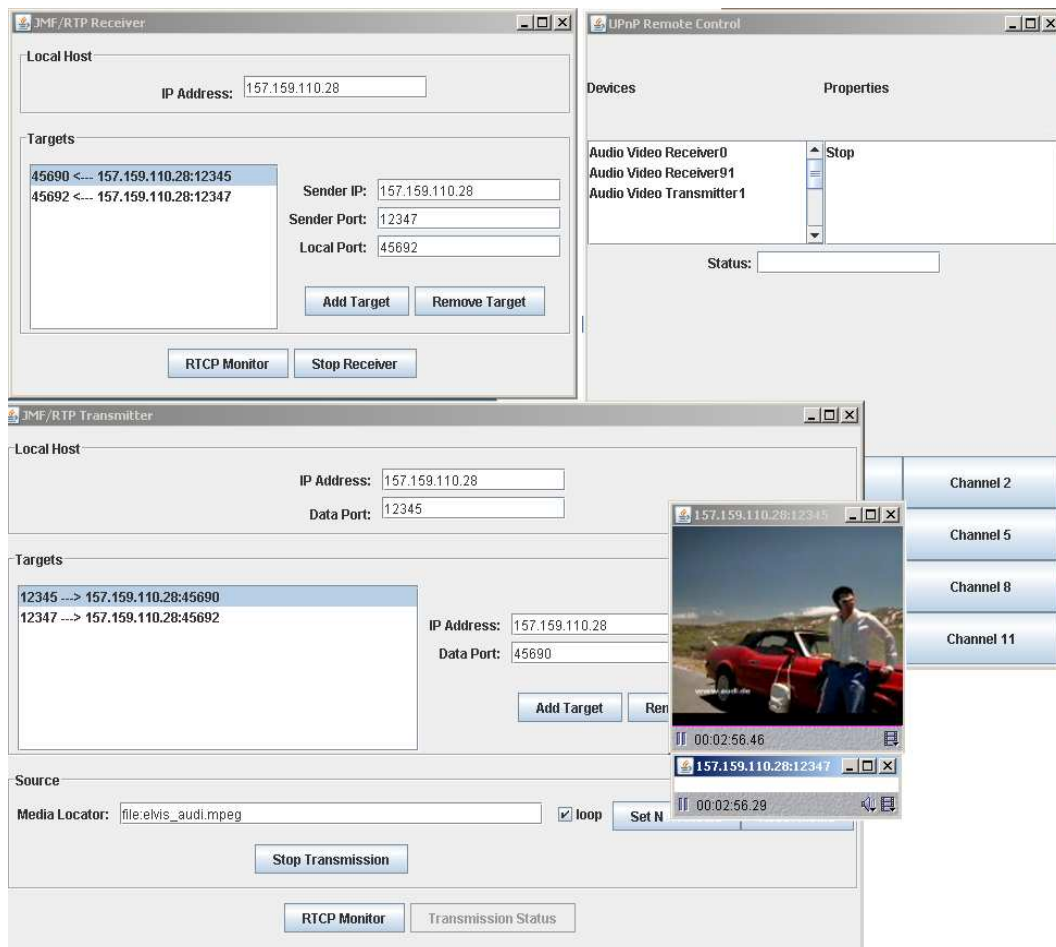 JMF/RTP Receiver
Local Host
IP Address: 157.159.110.28
Targets
45690 <--- 157.159.110.28:12345
45692 <--- 157.159.110.28:12347
Sender IP: 157.159.110.28
Sender Port: 12347
Local Port: 45692
Add Target Remove Target
RTCP Monitor Stop Receiver
UPnP Remote Control
Devices Properties
Audio Video Receiver0
Audio Video Receiver91
Audio Video Transmitter1
Stop
Status:
Channel 2
Channel 5
Channel 8
Channel 11
JMF/RTP Transmitter
Local Host
IP Address: 157.159.110.28
Data Port: 12345
Targets
12345 ---> 157.159.110.28:45690
12347 ---> 157.159.110.28:45692
IP Address: 157.159.110.28
Data Port: 45690
Add Target
Source
Media Locator: file:elvis_audi.mpeg
loop
Set N
Stop Transmission
RTCP Monitor Transmission Status
157.159.110.28:12345
www.audi.de
00:02:56.46
157.159.110.28:12347
00:02:56.29